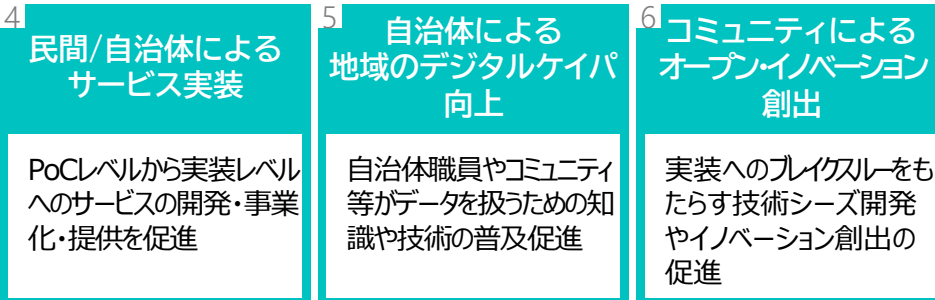 4
民間/自治体による
サービス実装
PoCレベルから実装レベル
へのサービスの開発・事業
化・提供を促進
5
自治体による
地域のデジタルケイパ
向上
自治体職員やコミュニティ
等がデータを扱うための知
識や技術の普及促進
6
コミュニティによる
オープン・イノベーション
創出
実装へのブレイクスルーをも
たらす技術シーズ開発
やイノベーション創出の
促進